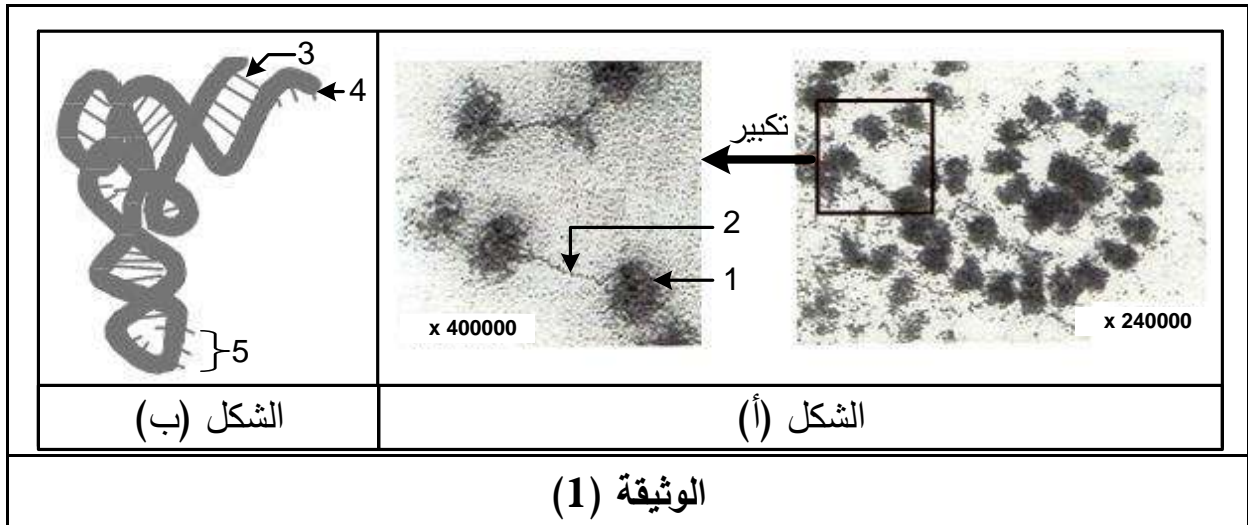 3
4
5
تكبير
2
1
x 400000
x 240000
الشكل (أ)
الشكل (ب)
الوثيقة (1)